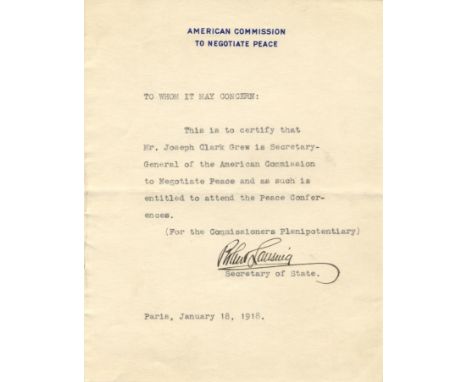 AMERICAN COMMISSION
TO NEGOTIATE PEACE
TO WHOM IT MAY CONCERN:
This is to certify that
Mr. Joseph Clark Grew is Secretary-
General of the American Commission
to Negotiate Peace and as such is
entitled to attend the Peace Confer-
ences.
(For the Commissioners Plenipotentiary)
Robert Lansing
Secretary of State.
Paris, January 18, 1918.